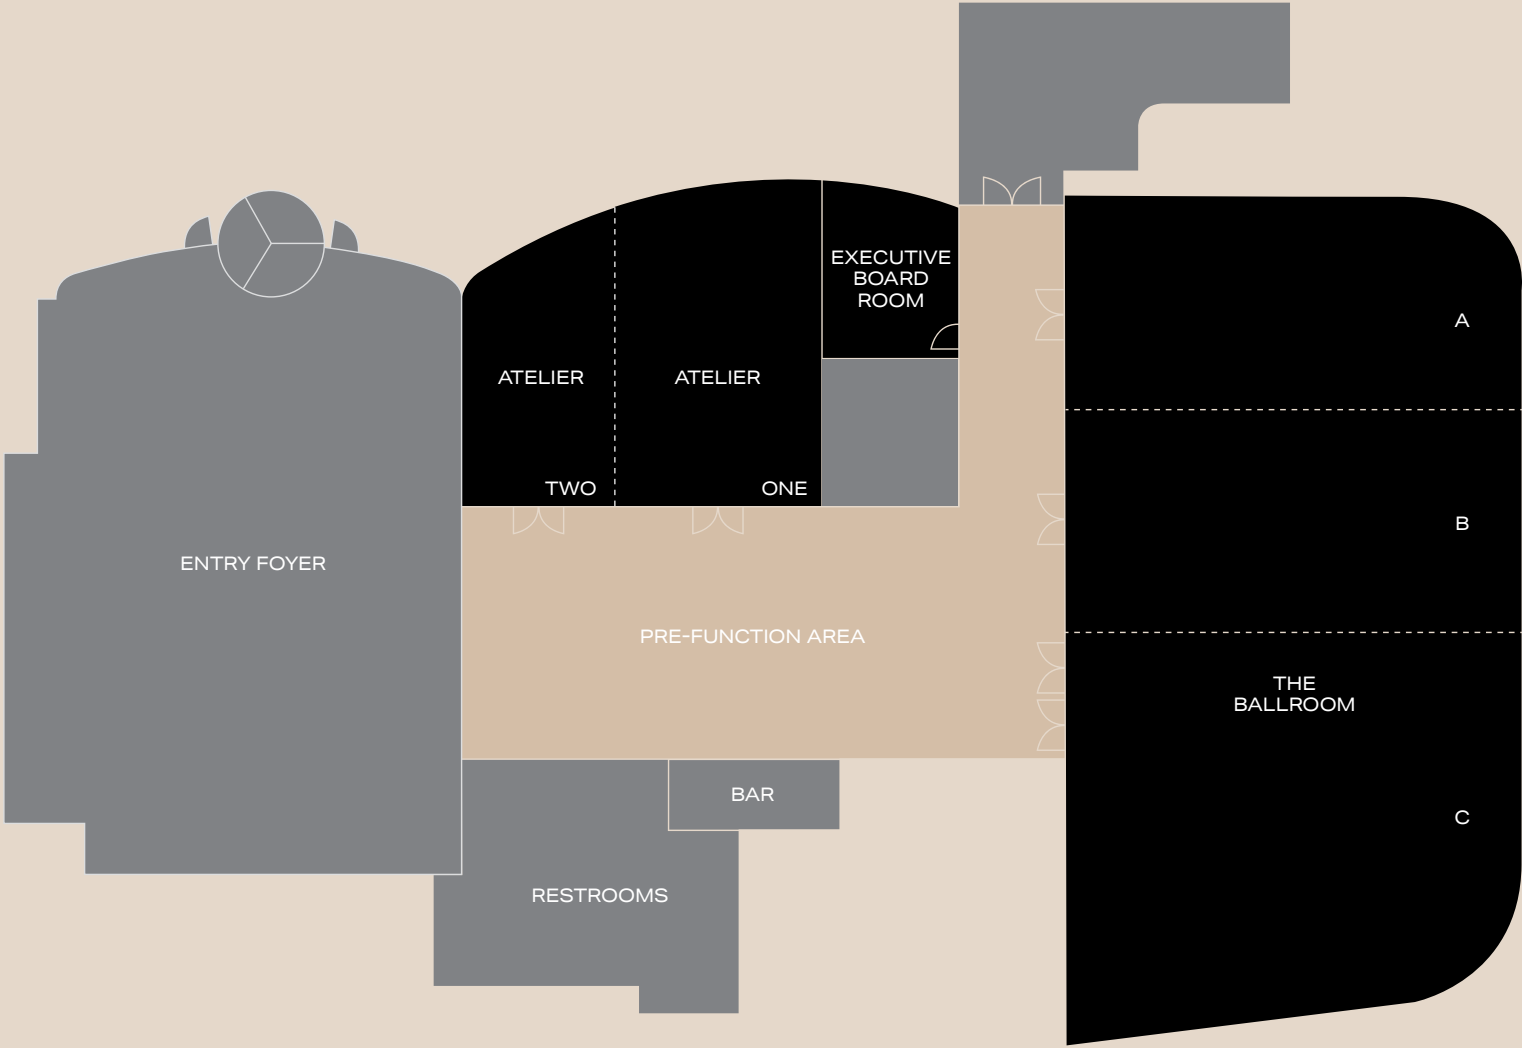 EXECUTIVE
BOARD
ROOM
A
ATELIER
ATELIER
TWO
ONE
B
ENTRY FOYER
PRE-FUNCTION AREA
THE
BALLROOM
BAR
C
RESTROOMS